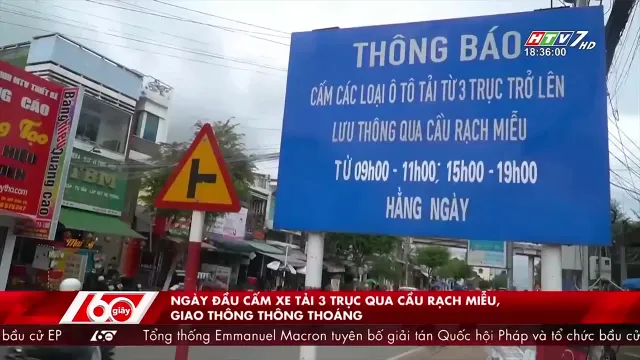 HTV7 HD
18:36:00
THÔNG BÁO
CẤM CÁC LOẠI Ô TÔ TẢI TỪ 3 TRỤC TRỞ LÊN
LƯU THÔNG QUA CẦU RẠCH MIỄU
TỪ 09h00 - 11h00; 15h00 - 19h00
HẰNG NGÀY
Bang Quang cao
60 giây
NGÀY ĐẦU CẤM XE TẢI 3 TRỤC QUA CẦU RẠCH MIỄU,
GIAO THÔNG THÔNG THOÁNG
bầu cử EP
Tổng thống Emmanuel Macron tuyên bố giải tán Quốc hội Pháp và tổ chức bầu cử